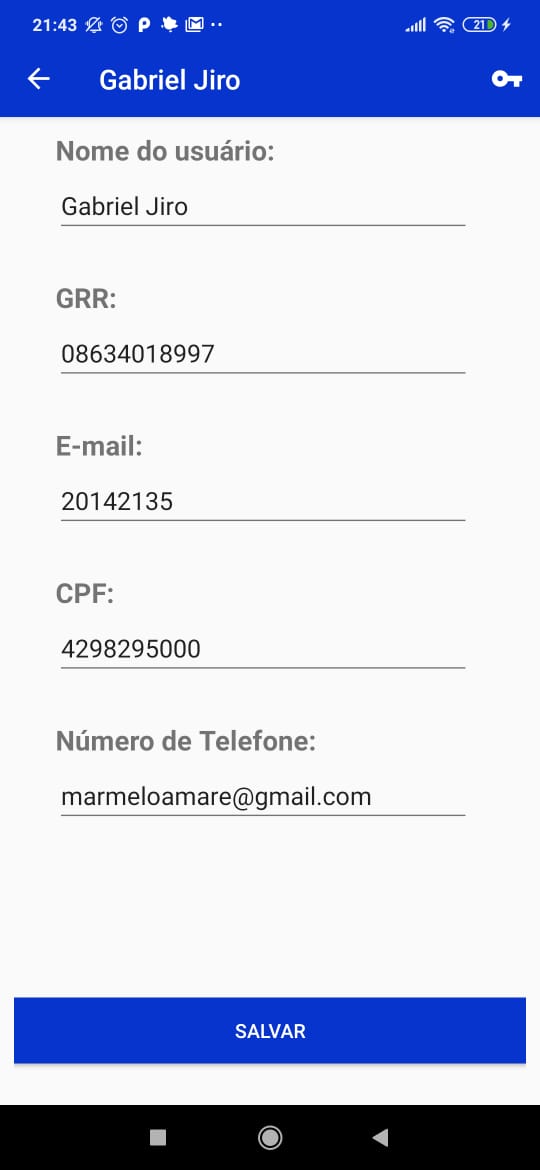 21:43
21
Gabriel Jiro
Nome do usuário:
Gabriel Jiro
GRR:
08634018997
E-mail:
20142135
CPF:
4298295000
Número de Telefone:
marmeloamare@gmail.com
SALVAR